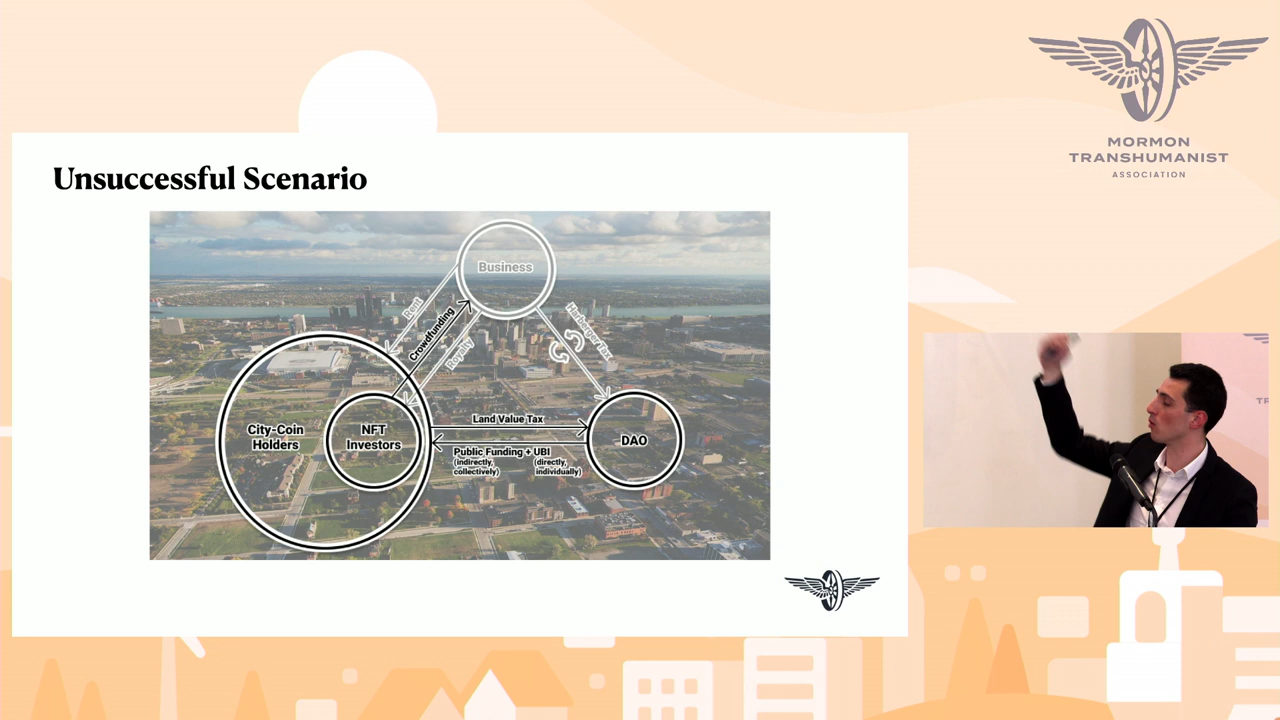 MORMON
TRANSHUMANIST
ASSOCIATION
Unsuccessful Scenario
Business
Rent
Crowdfunding
Royalty
Harberger Tax
City-Coin
Holders
NFT
Investors
Land Value Tax
DAO
Public Funding + UBI
(indirectly,
collectively)
(directly,
individually)